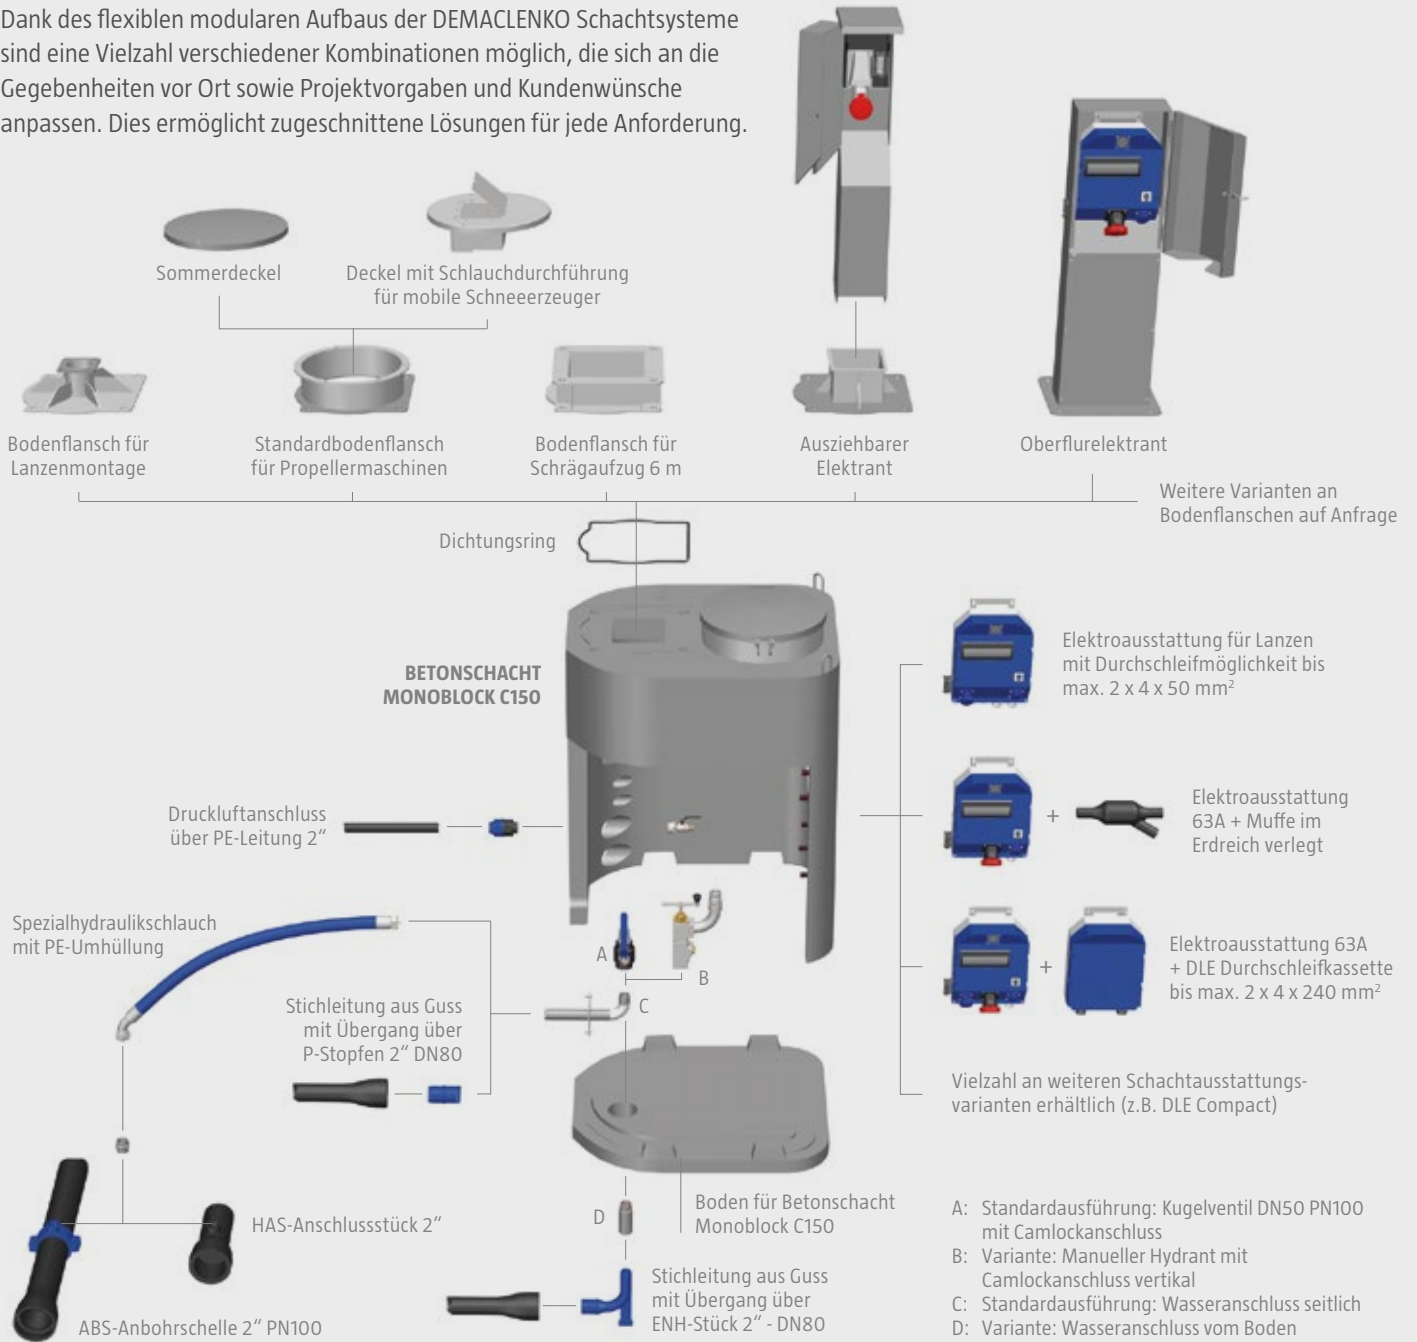 Dank des flexiblen modularen Aufbaus der DEMACLENKO Schachtsysteme
sind eine Vielzahl verschiedener Kombinationen möglich, die sich an die
Gegebenheiten vor Ort sowie Projektvorgaben und Kundenwünsche
anpassen. Dies ermöglicht zugeschnittene Lösungen für jede Anforderung.
Sommerdeckel
Deckel mit Schlauchdurchführung
für mobile Schneeerzeuger
Bodenflansch für
Lanzenmontage
Standardbodenflansch
für Propellermaschinen
Bodenflansch für
Schrägaufzug 6 m
Ausziehbarer
Elektrant
Oberflurelektrant
Weitere Varianten an
Bodenflanschen auf Anfrage
Dichtungsring
BETONSCHACHT
MONOBLOCK C150
Elektroausstattung für Lanzen
mit Durchschleifmöglichkeit bis
max. 2 x 4 x 50 mm²
Druckluftanschluss
über PE-Leitung 2“
+
Elektroausstattung
63A + Muffe im
Erdreich verlegt
Spezialhydraulikschlauch
mit PE-Umhüllung
A
B
C
+
Elektroausstattung 63A
+ DLE Durchschleifkassette
bis max. 2 x 4 x 240 mm²
Stichleitung aus Guss
mit Übergang über
P-Stopfen 2“ DN80
Vielzahl an weiteren Schachtausstattungs-
varianten erhältlich (z.B. DLE Compact)
HAS-Anschlussstück 2“
ABS-Anbohrschelle 2“ PN100
D
Boden für Betonschacht
Monoblock C150
Stichleitung aus Guss
mit Übergang über
ENH-Stück 2“ - DN80
A: Standardausführung: Kugelventil DN50 PN100
mit Camlockanschluss
B: Variante: Manueller Hydrant mit
Camlockanschluss vertikal
C: Standardausführung: Wasseranschluss seitlich
D: Variante: Wasseranschluss vom Boden